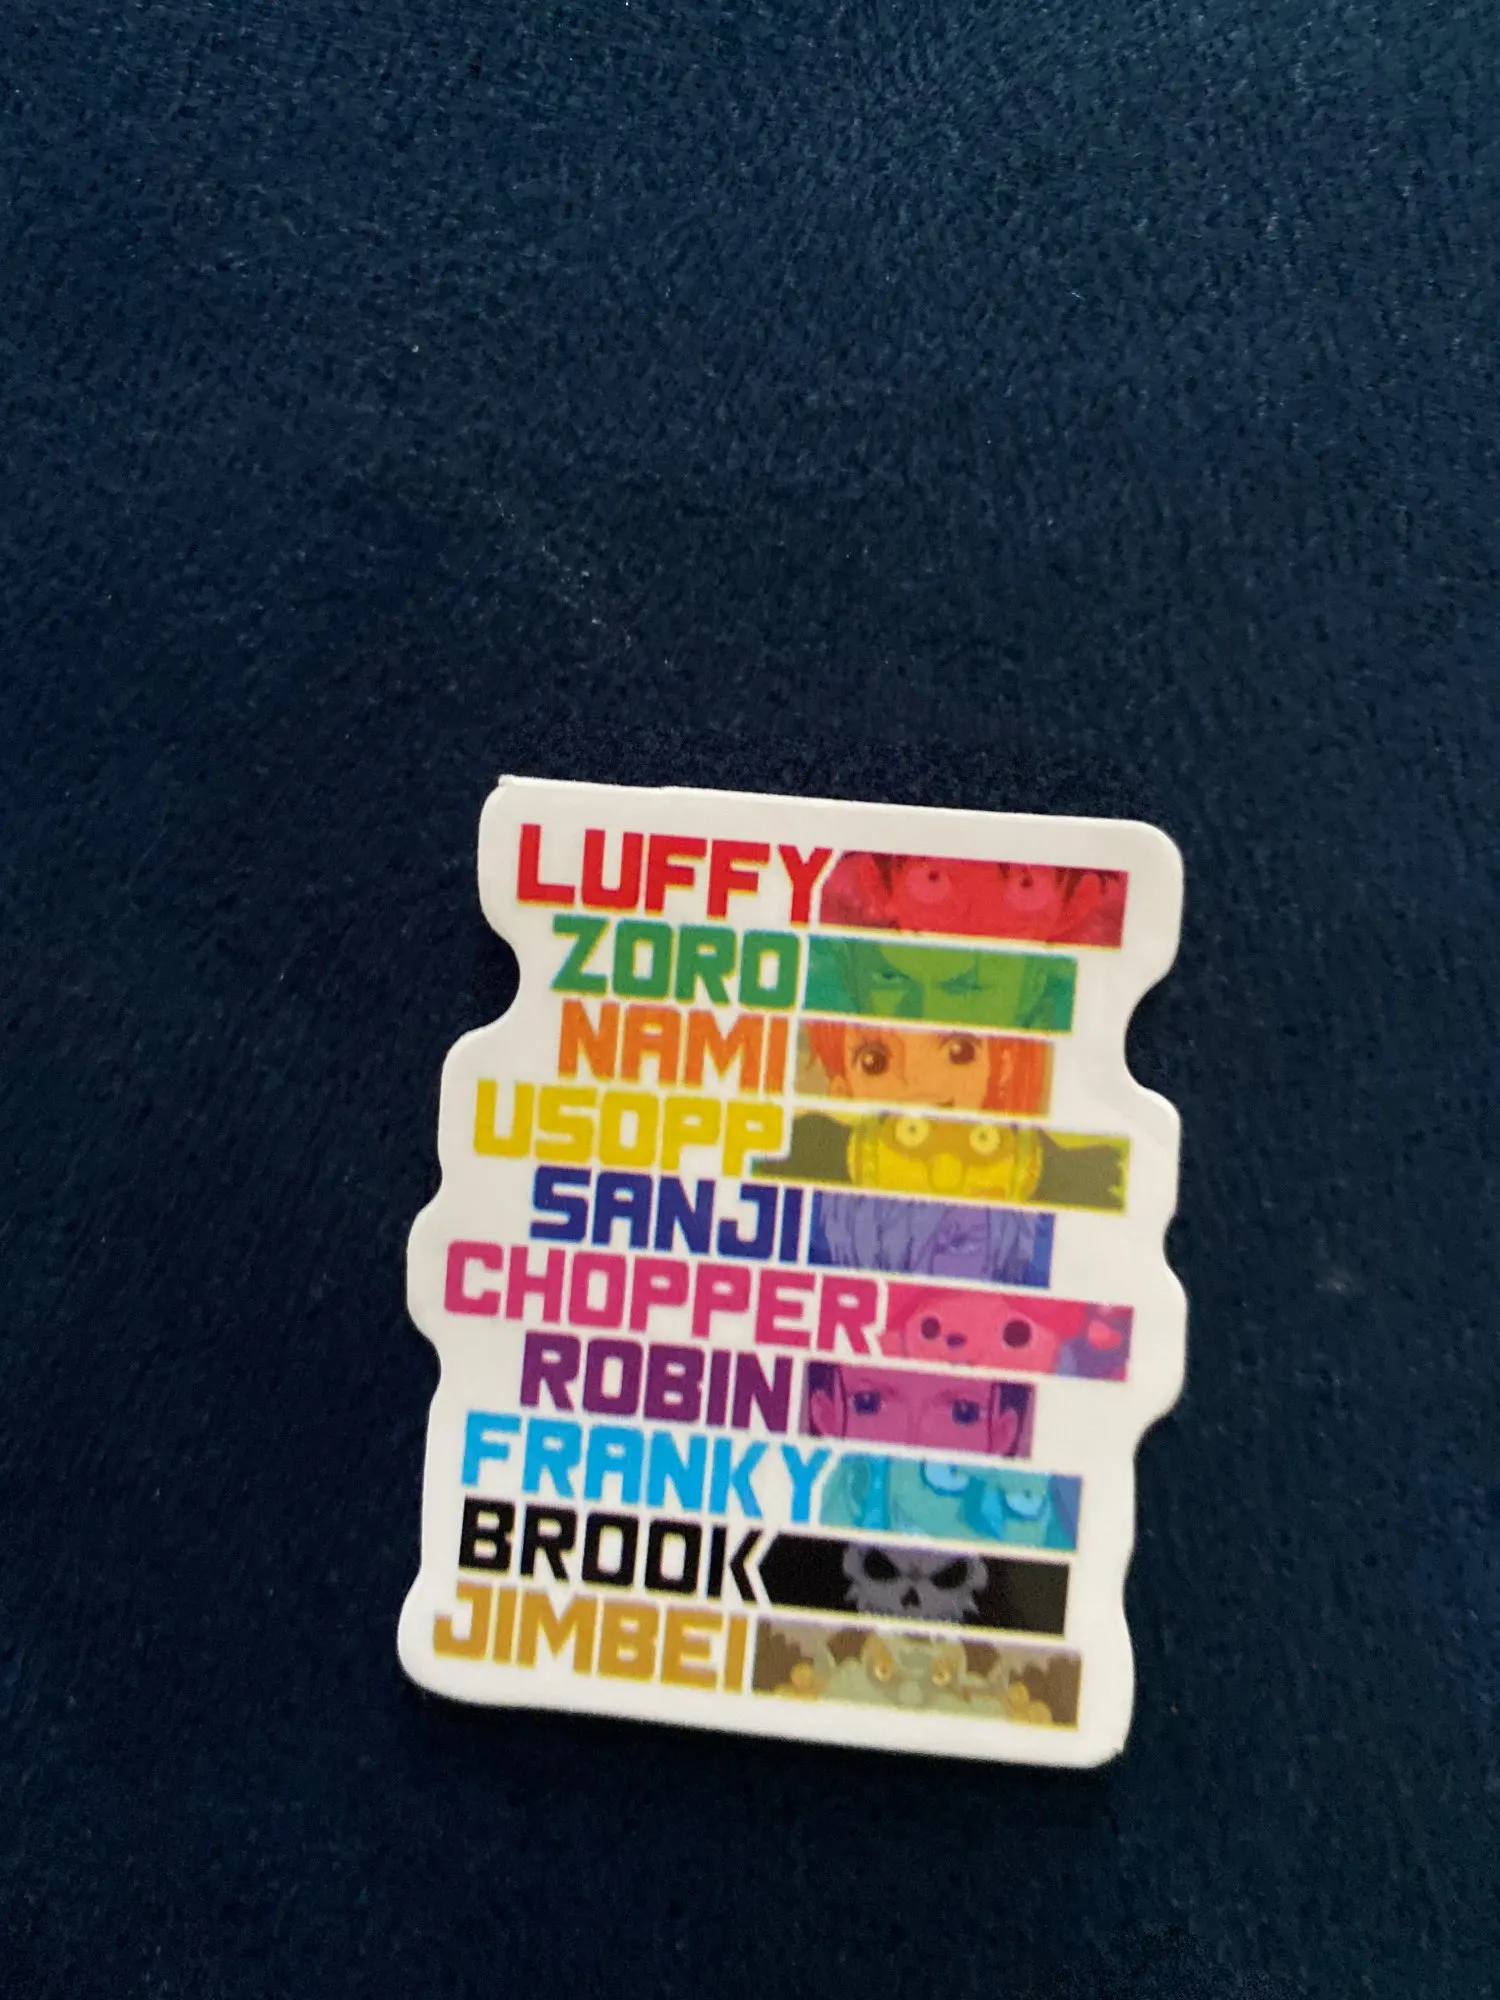 LUFFY
ZORO
NAMI
USOPP
SANJI
CHOPPER
ROBIN
FRANKY
BROOK
JIMBEI